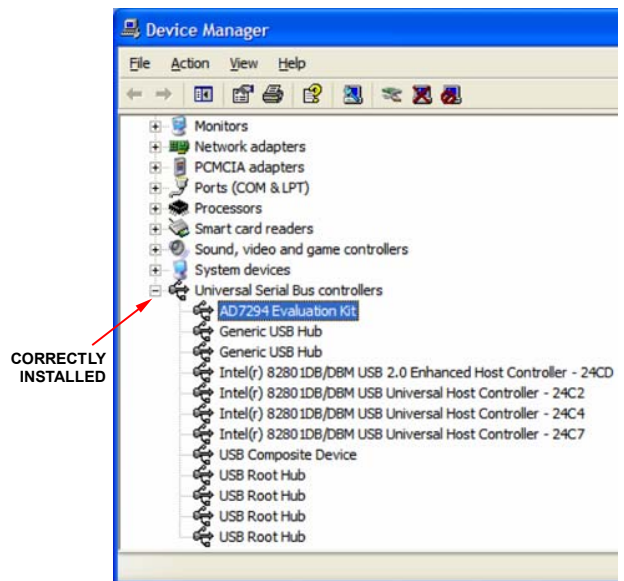 Device Manager
File Action View Help
Monitors
Network adapters
PCMCIA adapters
Ports (COM & LPT)
Processors
Smart card readers
Sound, video and game controllers
System devices
Universal Serial Bus controllers
AD7294 Evaluation Kit
Generic USB Hub
Generic USB Hub
Intel(r) 82801DB/DBM USB 2.0 Enhanced Host Controller - 24CD
Intel(r) 82801DB/DBM USB Universal Host Controller - 24C2
Intel(r) 82801DB/DBM USB Universal Host Controller - 24C4
Intel(r) 82801DB/DBM USB Universal Host Controller - 24C7
USB Composite Device
USB Root Hub
USB Root Hub
USB Root Hub
USB Root Hub
CORRECTLY
INSTALLED